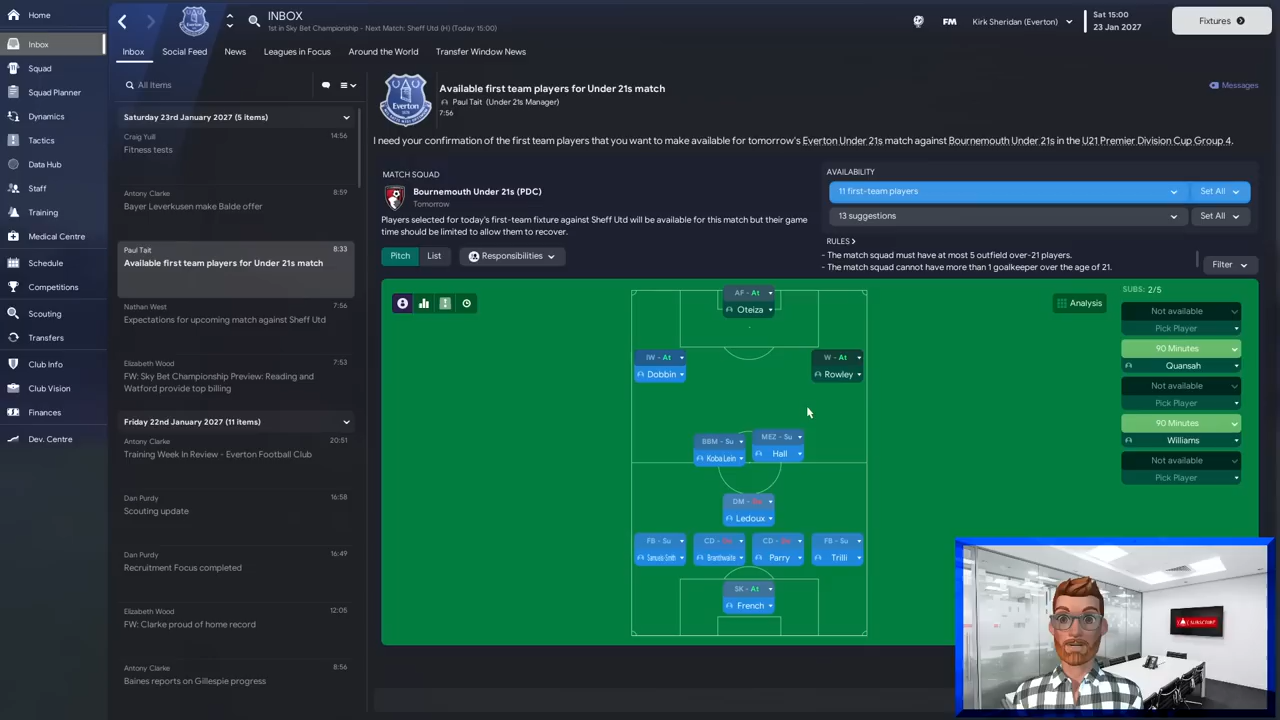 Home
Inbox
Squad
Squad Planner
Dynamics
Tactics
Data Hub
Staff
Training
Medical Centre
Schedule
Competitions
Scouting
Transfers
Club Info
Club Vision
Finances
Dev. Centre
INBOX
1st in Sky Bet Championship - Next Match: Sheff Utd (H) (Today 15:00)
FM
Kirk Sheridan (Everton)
Sat 15:00
23 Jan 2027
Fixtures
Inbox
Social Feed
News
Leagues in Focus
Around the World
Transfer Window News
All Items
Saturday 23rd January 2027 (5 items)
Craig Yuill
14:56
Fitness tests
Antony Clarke
8:59
Bayer Leverkusen make Balde offer
Paul Tait
8:33
Available first team players for Under 21s match
Nathan West
7:56
Expectations for upcoming match against Sheff Utd
Elizabeth Wood
7:53
FW: Sky Bet Championship Preview: Reading and
Watford provide top billing
Friday 22nd January 2027 (11 items)
Antony Clarke
20:51
Training Week In Review - Everton Football Club
Dan Purdy
16:58
Scouting update
Dan Purdy
16:49
Recruitment Focus completed
Elizabeth Wood
12:05
FW: Clarke proud of home record
Antony Clarke
8:56
Baines reports on Gillespie progress
Everton
Available first team players for Under 21s match
Paul Tait (Under 21s Manager)
7:56
Messages
I need your confirmation of the first team players that you want to make available for tomorrow's Everton Under 21s match against Bournemouth Under 21s in the U21 Premier Division Cup Group 4.
MATCH SQUAD
Bournemouth Under 21s (PDC)
Tomorrow
Players selected for today's first-team fixture against Sheff Utd will be available for this match but their game
time should be limited to allow them to recover.
AVAILABILITY
11 first-team players
Set All
13 suggestions
Set All
RULES
- The match squad must have at most 5 outfield over-21 players.
- The match squad cannot have more than 1 goalkeeper over the age of 21.
Pitch
List
Responsibilities
Filter
Analysis
AF - At
Oteiza
IW - At
Dobbin
W - At
Rowley
BBM - Su
Koba Lein
MEZ - Su
Hall
DM - De
Ledoux
FB - Su
CD - De
CD - De
FB - Su
Samuels-Smith
Branthwaite
Parry
Trilli
SK - At
French
SUBS: 2/5
Not available
Pick Player
90 Minutes
Quansah
Not available
Pick Player
90 Minutes
Williams
Not available
Pick Player
SUBSCRIBE